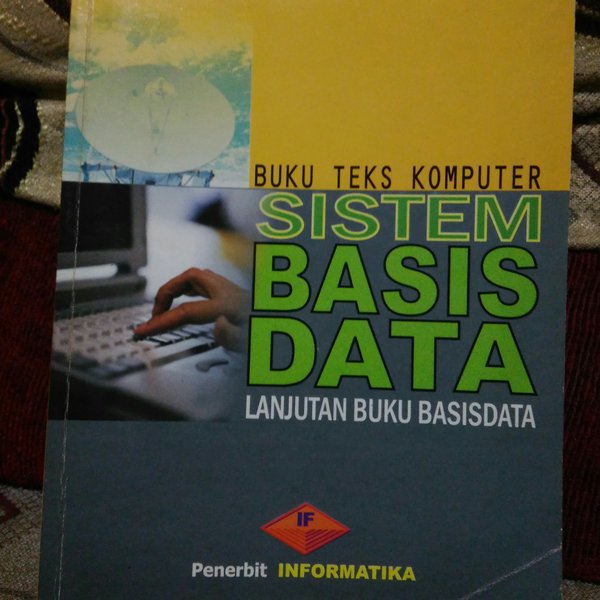 BUKU TEKS KOMPUTER
SISTEM
BASIS
DATA
LANJUTAN BUKU BASISDATA
IF
Penerbit INFORMATIKA